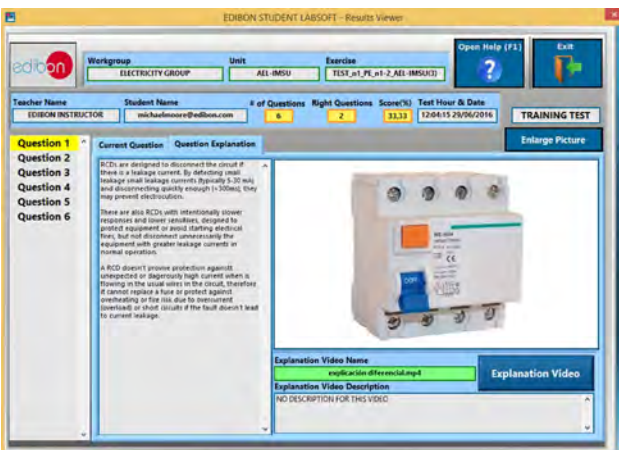 EDIBON STUDENT LABSOFT - Results Viewer
edibon
Workgroup Unit Exercise
ELECTRICITY GROUP AEL-IMSU TEST_n1_PE_n1-2_AEL-IMSU(3)
Open Help (F1) Exit
?
Teacher Name Student Name # of Questions Right Questions Score(%) Test Hour & Date
EDIBON INSTRUCTOR michaelmoore@edibon.com 6 2 33,33 12:04:15 29/06/2016 TRAINING TEST
Question 1
Question 2
Question 3
Question 4
Question 5
Question 6
Current Question Question Explanation
Enlarge Picture
RCDs are designed to disconnect the circuit if
there is a leakage current. By detecting small
leakage small leakage currents (typically 5-30 mA)
and disconnecting quickly enough (<300ms), they
may prevent electrocution.
There are also RCDs with intentionally slower
responses and lower sensitives, designed to
protect equipment or avoid starting electrical
fires, but not disconnect unnecessarily the
equipment with greater leakage currents in
normal operation.
A RCD doesn't provine protection against
unexpected or dagerously high current when is
flowing in the usual wires in the circuit, therefore
it cannot replace a fuse or protect against
overheating or fire risk due to overcurrent
(overload) or short circuits if the fault doesn't lead
to current leakage.
Explanation Video Name
explicación diferencial.mp4
Explanation Video
Explanation Video Description
NO DESCRIPTION FOR THIS VIDEO